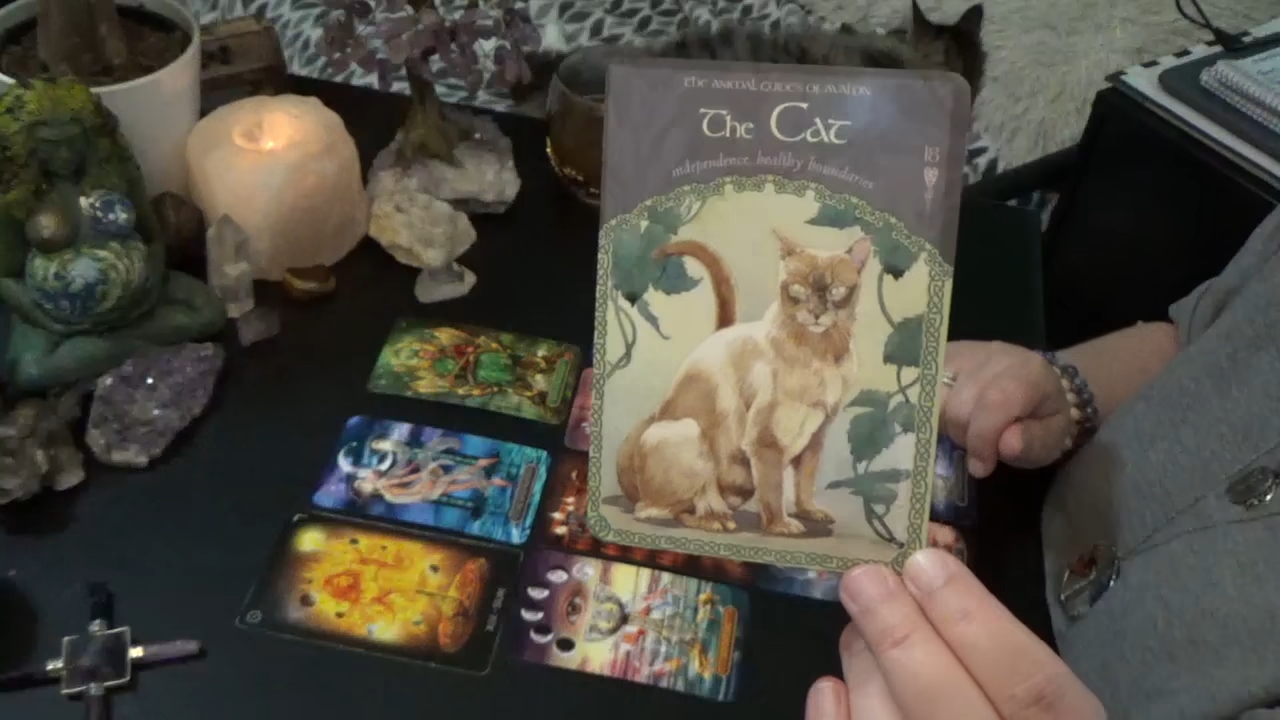 The Animal Guides of Avalon
The Cat
independence, healthy boundaries
18